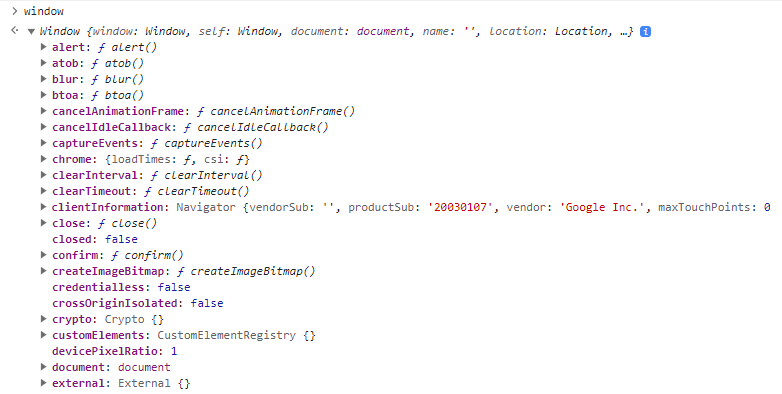 > window
Window {window: Window, self: Window, document: document, name: '', location: Location, …} i
alert: ƒ alert()
atob: ƒ atob()
blur: ƒ blur()
btoa: ƒ btoa()
cancelAnimationFrame: ƒ cancelAnimationFrame()
cancelIdleCallback: ƒ cancelIdleCallback()
captureEvents: ƒ captureEvents()
chrome: {loadTimes: ƒ, csi: ƒ}
clearInterval: ƒ clearInterval()
clearTimeout: ƒ clearTimeout()
clientInformation: Navigator {vendorSub: '', productSub: '20030107', vendor: 'Google Inc.', maxTouchPoints: 0
close: ƒ close()
closed: false
confirm: ƒ confirm()
createImageBitmap: ƒ createImageBitmap()
credentialless: false
crossOriginIsolated: false
crypto: Crypto {}
customElements: CustomElementRegistry {}
devicePixelRatio: 1
document: document
external: External {}